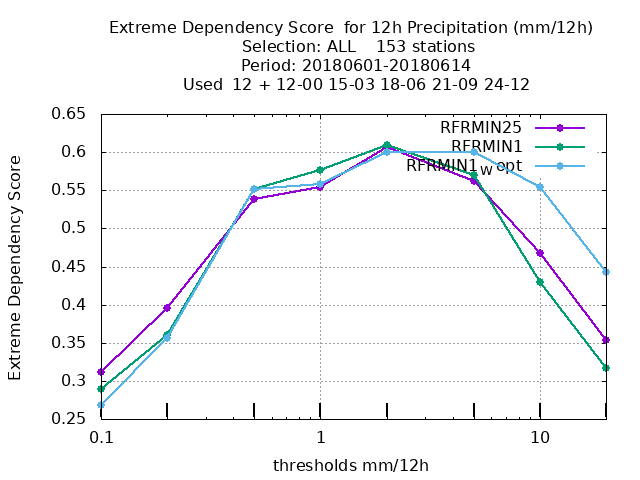 Extreme Dependency Score  for 12h Precipitation (mm/12h)
Selection: ALL    153 stations
Period: 20180601-20180614
Used  12 + 12-00 15-03 18-06 21-09 24-12
0.65
0.6
0.55
0.5
0.45
0.4
0.35
0.3
0.25
Extreme Dependency Score
RFRMIN25
RFRMIN1
RFRMIN1wopt
0.1
1
10
thresholds mm/12h